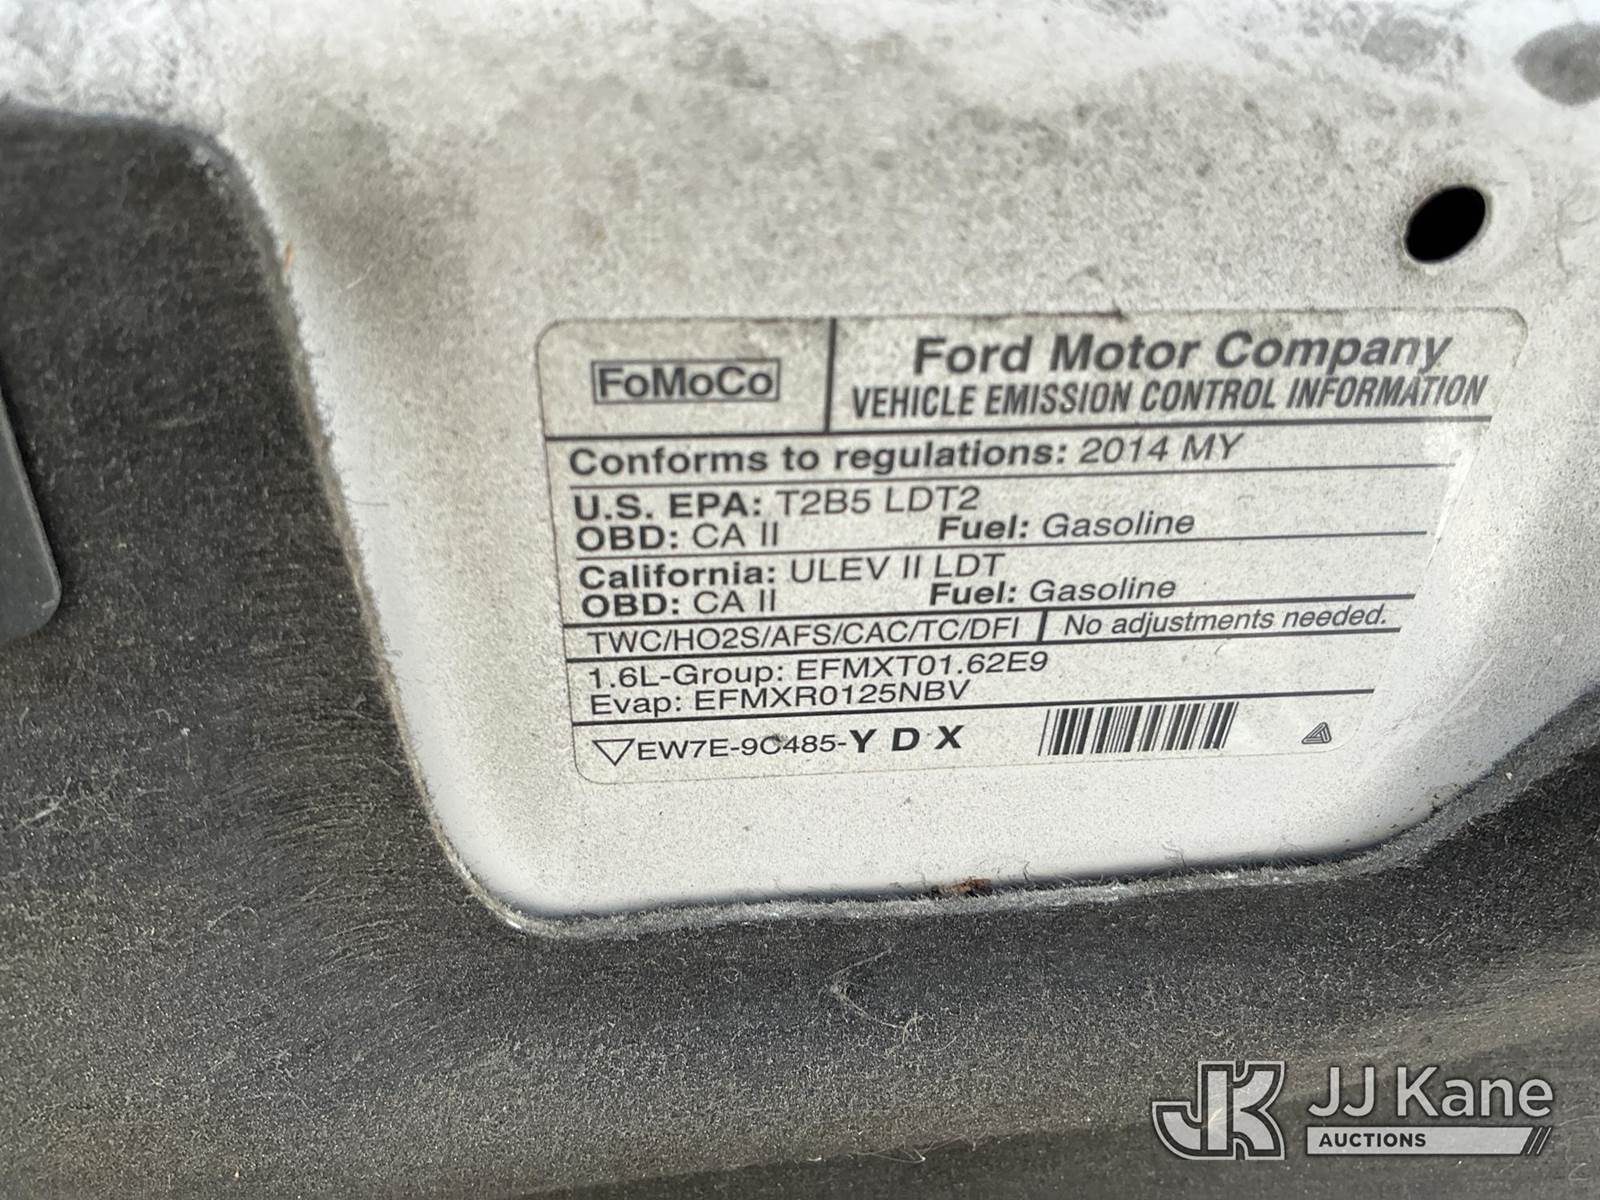 FoMoCo
Ford Motor Company
VEHICLE EMISSION CONTROL INFORMATION
Conforms to regulations: 2014 MY
U.S. EPA: T2B5 LDT2
OBD: CA II Fuel: Gasoline
California: ULEV II LDT
OBD: CA II Fuel: Gasoline
TWC/HO2S/AFS/CAC/TC/DFI No adjustments needed.
1.6L-Group: EFMXT01.62E9
Evap: EFMXR0125NBV
EW7E-9C485-Y D X
JK JJ Kane
AUCTIONS